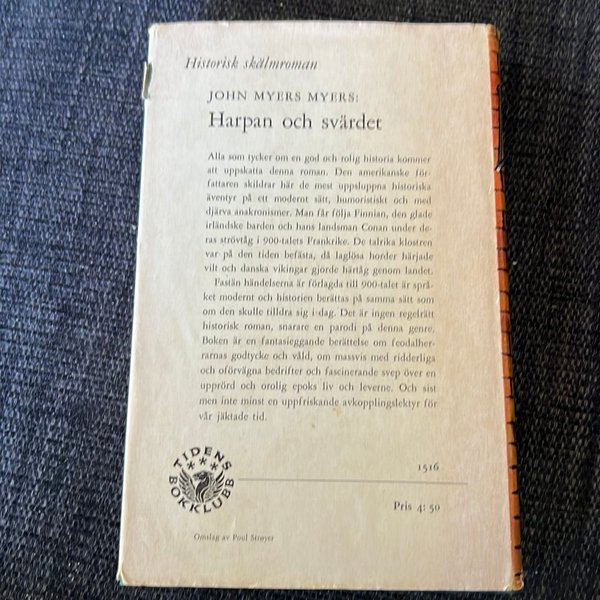 Historisk skälmroman
JOHN MYERS MYERS:
Harpan och svärdet
Alla som tycker om en god och rolig historia kommer
att uppskatta denna roman. Den amerikanske för-
fattaren skildrar här de mest uppsluppna historiska
äventyr på ett modernt sätt, humoristiskt och med
djärva anakronismer. Man får följa Finnian, den glade
irländske barden och hans landsman Conan under de-
ras strövtåg i 900-talets Frankrike. De talrika klostren
var på den tiden befästa, då laglösa horder härjade
vilt och danska vikingar gjorde härtåg genom landet.
Pastän händelserna är förlagda till 900-talet är språ-
ket modernt och historien berättas på samma sätt som
om den skulle tilldra sig i-dag. Det är ingen regelrätt
historisk roman, snarare en parodi på denna genre.
Boken är en fantasieggande berättelse om feodalher-
rarnas godtycke och våld, om massvis med ridderliga
och oförvägna bedrifter och fascinerande svep över en
upprörd och orolig epoks liv och leverne. Och sist
men inte minst en uppfriskande avkopplingslektyr för
vår jäktade tid.
TIDENS
BOKKLUBB
1516
Pris 4: 50
Omslag av Poul Strøyer